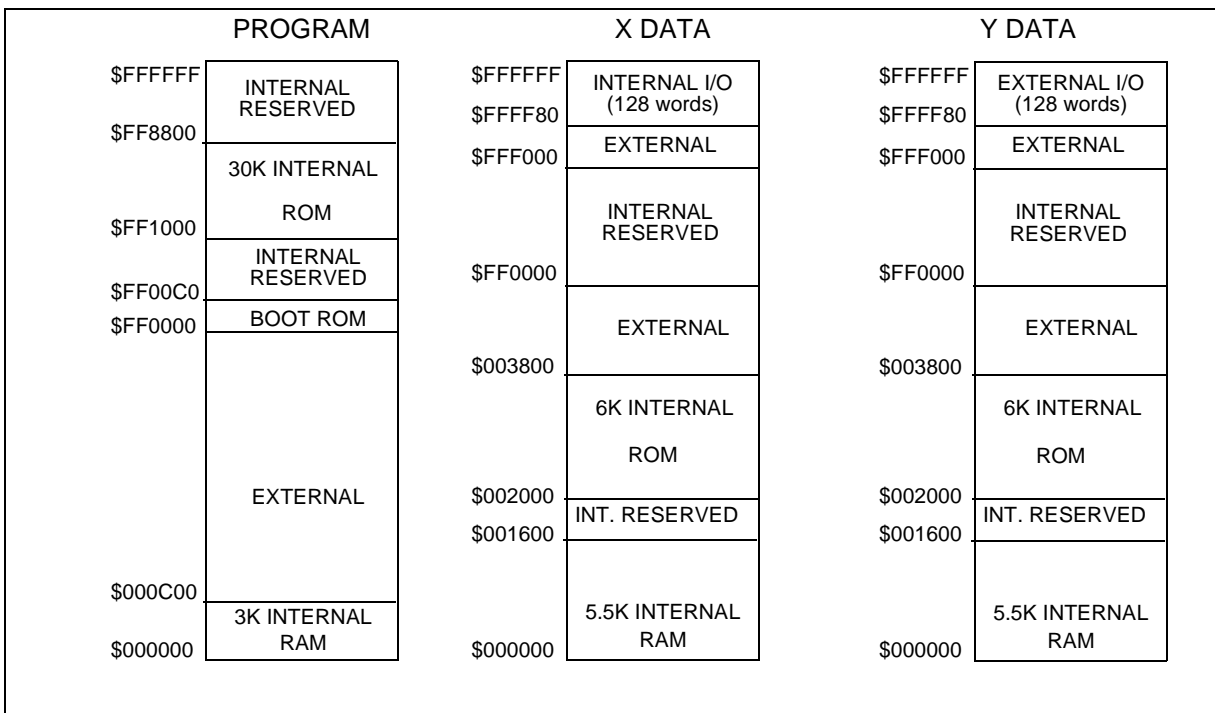 PROGRAM
$FFFFFF
INTERNAL
RESERVED
$FF8800
30K INTERNAL
ROM
$FF1000
INTERNAL
RESERVED
$FF00C0
BOOT ROM
$FF0000
EXTERNAL
$000C00
3K INTERNAL
RAM
$000000
X DATA
$FFFFFF
INTERNAL I/O
(128 words)
$FFFF80
EXTERNAL
$FFF000
INTERNAL
RESERVED
$FF0000
EXTERNAL
$003800
6K INTERNAL
ROM
$002000
INT. RESERVED
$001600
5.5K INTERNAL
RAM
$000000
Y DATA
$FFFFFF
EXTERNAL I/O
(128 words)
$FFFF80
EXTERNAL
$FFF000
INTERNAL
RESERVED
$FF0000
EXTERNAL
$003800
6K INTERNAL
ROM
$002000
INT. RESERVED
$001600
5.5K INTERNAL
RAM
$000000